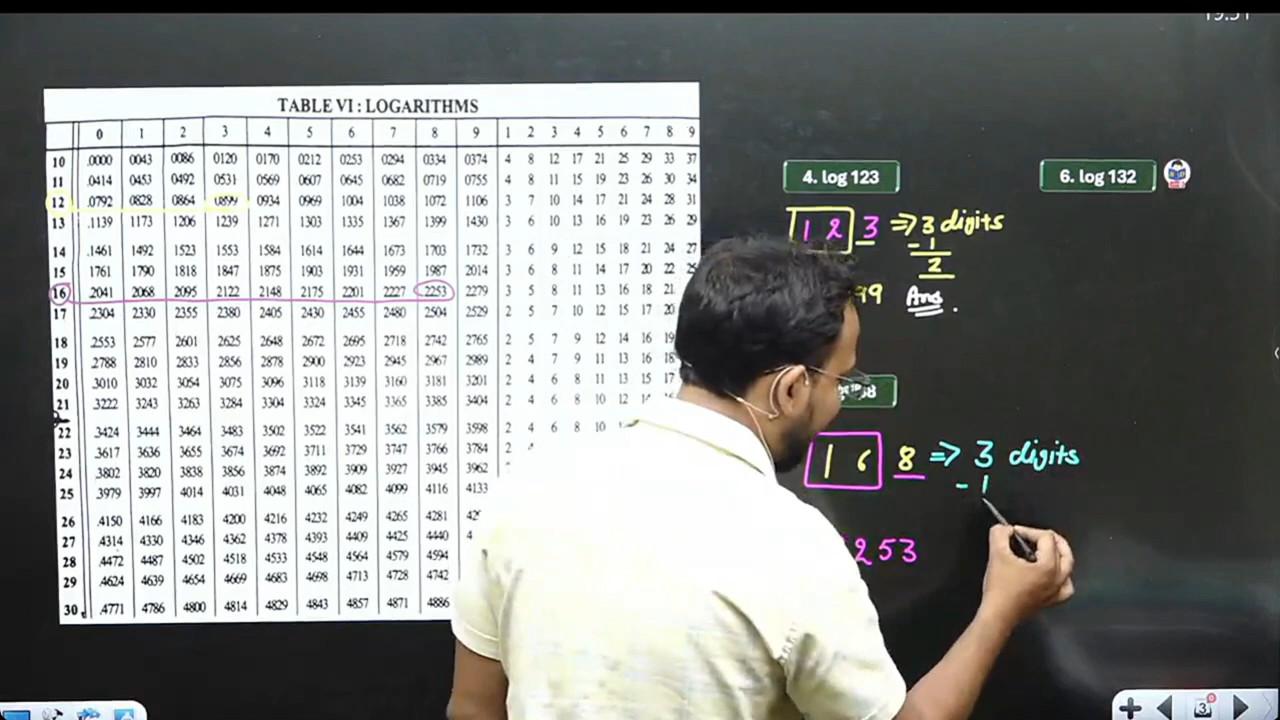 TABLE VI : LOGARITHMS
0 1 2 3 4 5 6 7 8 9 1 2 3 4 5 6 7 8 9
10 .0000 0043 0086 0120 0170 0212 0253 0294 0334 0374 4 8 12 17 21 25 29 33 37
11 .0414 0453 0492 0531 0569 0607 0645 0682 0719 0755 4 8 11 15 19 23 26 30 34
12 .0792 0828 0864 0899 0934 0969 1004 1038 1072 1106 3 7 10 14 17 21 24 28 31
13 .1139 1173 1206 1239 1271 1303 1335 1367 1399 1430 3 6 10 13 16 19 23 26 29
14 .1461 1492 1523 1553 1584 1614 1644 1673 1703 1732 3 6 9 12 15 18 21 24 27
15 1761 1790 1818 1847 1875 1903 1931 1959 1987 2014 3 6 8 11 14 17 20 22 25
16 .2041 2068 2095 2122 2148 2175 2201 2227 2253 2279 3 5 8 11 13 16 18 21
17 .2304 2330 2355 2380 2405 2430 2455 2480 2504 2529 2 5 7 10 12 15 17 20
18 .2553 2577 2601 2625 2648 2672 2695 2718 2742 2765 2 5 7 9 12 14 16 19
19 .2788 2810 2833 2856 2878 2900 2923 2945 2967 2989 2 4 7 9 11 13 16 18
20 .3010 3032 3054 3075 3096 3118 3139 3160 3181 3201 2 4 6 8 11 13 15 17
21 .3222 3243 3263 3284 3304 3324 3345 3365 3385 3404 2 4 6 8 10 12
22 .3424 3444 3464 3483 3502 3522 3541 3562 3579 3598 2 4 6 8 10
23 .3617 3636 3655 3674 3692 3711 3729 3747 3766 3784 2
24 .3802 3820 3838 3856 3874 3892 3909 3927 3945 3962
25 .3979 3997 4014 4031 4048 4065 4082 4099 4116 4133
26 .4150 4166 4183 4200 4216 4232 4249 4265 4281
27 .4314 4330 4346 4362 4378 4393 4409 4425 4440
28 .4472 4487 4502 4518 4533 4548 4564 4579 4594
29 .4624 4639 4654 4669 4683 4698 4713 4728 4742
30 .4771 4786 4800 4814 4829 4843 4857 4871 4886
4. log 123
1 2 3 => 3 digits
- 1
2
99 Ans.
6. log 132
1 6 8 => 3 digits
- 1
253
3